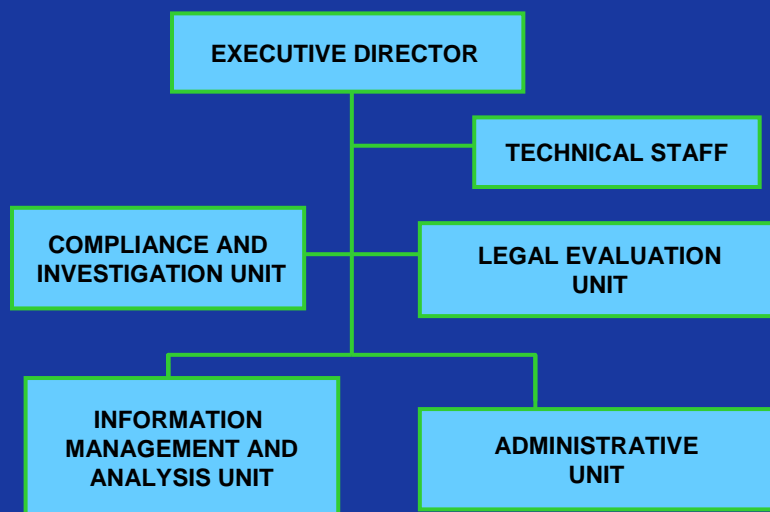 EXECUTIVE DIRECTOR
TECHNICAL STAFF
COMPLIANCE AND
INVESTIGATION UNIT
LEGAL EVALUATION
UNIT
INFORMATION
MANAGEMENT AND
ANALYSIS UNIT
ADMINISTRATIVE
UNIT